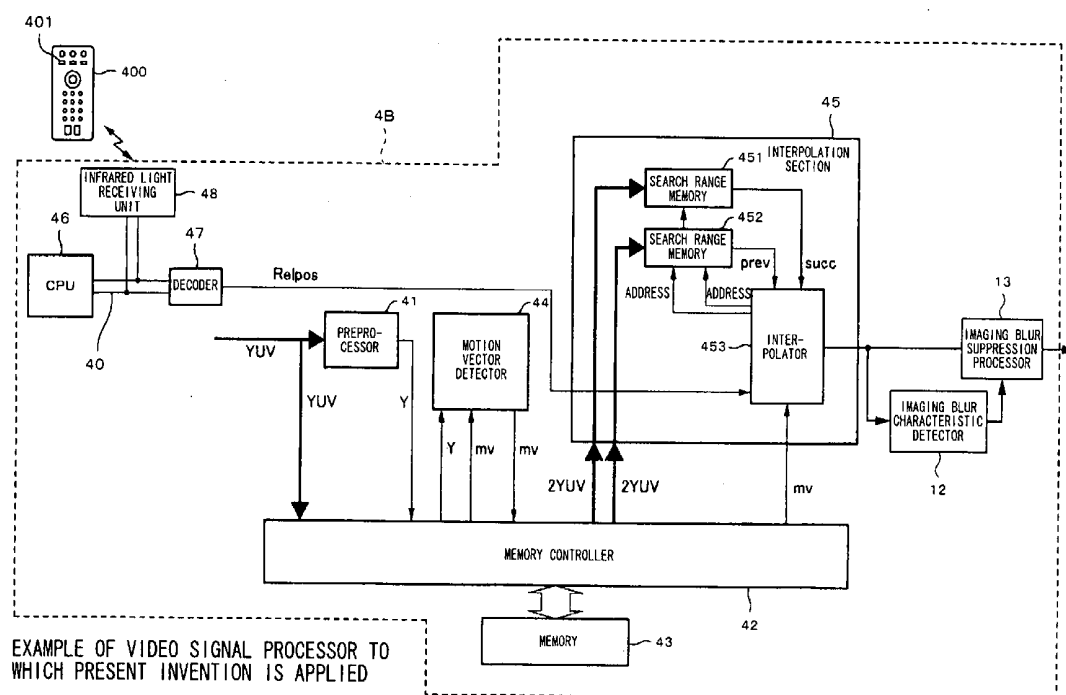 401
400
4B
INFRARED LIGHT
RECEIVING
UNIT
48
46
CPU
47
DECODER
40
Relpos
YUV
YUV
41
PREPRO-
CESSOR
Y
44
MOTION
VECTOR
DETECTOR
Y
mv
mv
45
INTERPOLATION
SECTION
451
SEARCH RANGE
MEMORY
452
SEARCH RANGE
MEMORY
prev
succ
ADDRESS
ADDRESS
453
INTER-
POLATOR
2YUV
2YUV
mv
13
IMAGING BLUR
SUPPRESSION
PROCESSOR
IMAGING BLUR
CHARACTERISTIC
DETECTOR
12
MEMORY CONTROLLER
42
MEMORY
43
EXAMPLE OF VIDEO SIGNAL PROCESSOR TO
WHICH PRESENT INVENTION IS APPLIED